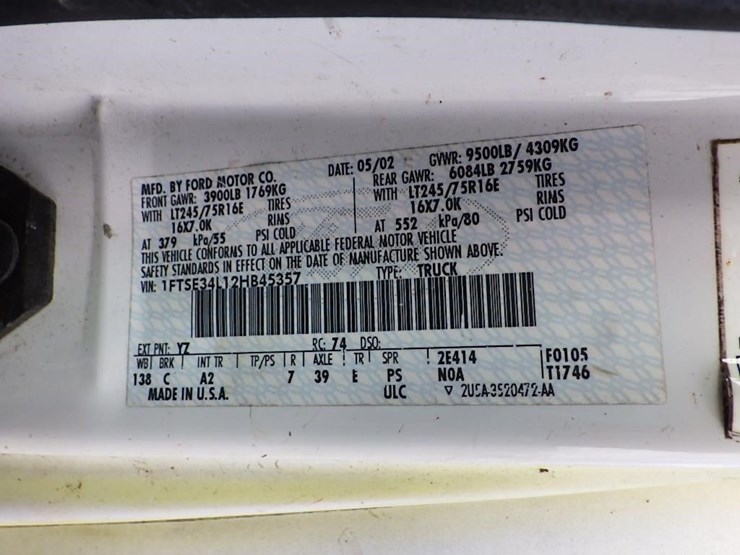 MFD. BY FORD MOTOR CO. DATE: 05/02 GVWR: 9500LB/ 4309KG
FRONT GAWR: 3900LB 1769KG REAR GAWR: 6084LB 2759KG
WITH LT245/75R16E TIRES WITH LT245/75R16E TIRES
16X7.0K RIMS 16X7.0K RIMS
AT 379 kPa/55 PSI COLD AT 552 kPa/80 PSI COLD
THIS VEHICLE CONFORMS TO ALL APPLICABLE FEDERAL MOTOR VEHICLE
SAFETY STANDARDS IN EFFECT ON THE DATE OF MANUFACTURE SHOWN ABOVE.
VIN: 1FTSE34L12HB45357 TYPE: TRUCK
EXT PNT: YZ RC: 74 DSO:
WB BRK INT TR TP/PS R AXLE TR SPR 2E414 F0105
138 C A2 7 39 E PS NOA T1746
MADE IN U.S.A. ULC ▽ 2U5A-3520472-AA